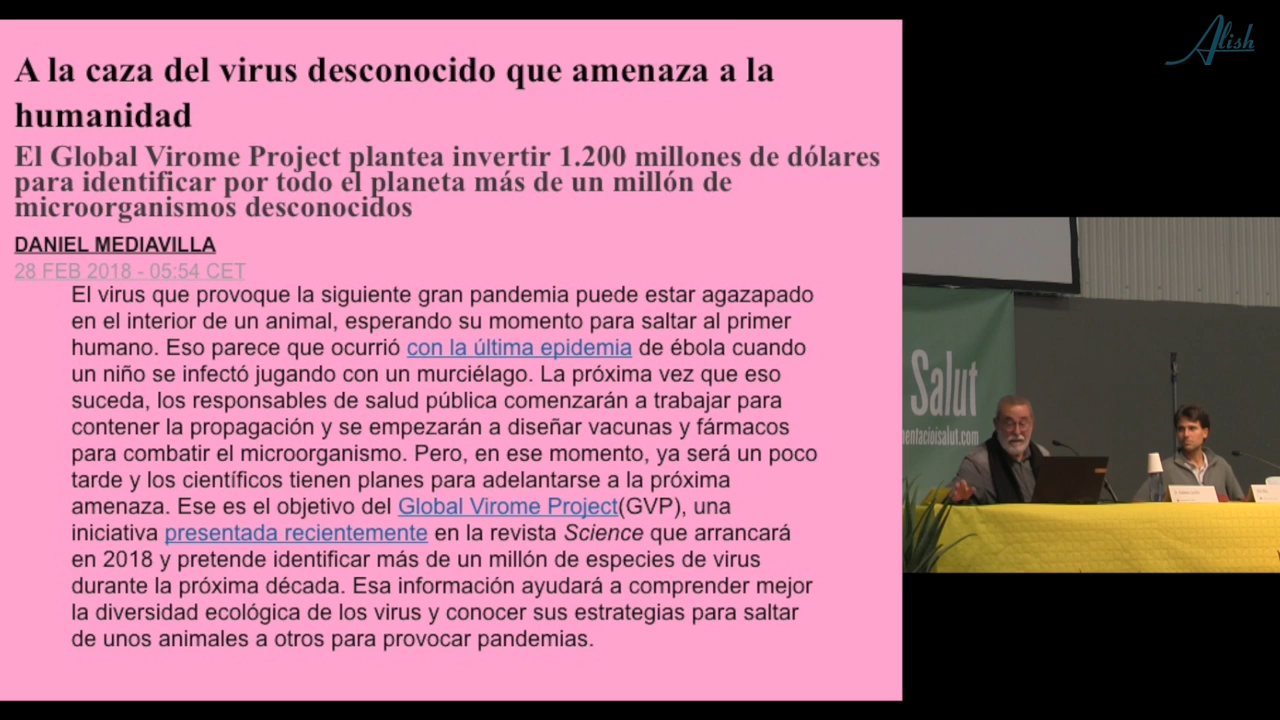 A la caza del virus desconocido que amenaza a la
humanidad
El Global Virome Project plantea invertir 1.200 millones de dólares
para identificar por todo el planeta más de un millón de
microorganismos desconocidos
DANIEL MEDIAVILLA
28 FEB 2018 - 05:54 CET
El virus que provoque la siguiente gran pandemia puede estar agazapado
en el interior de un animal, esperando su momento para saltar al primer
humano. Eso parece que ocurrió con la última epidemia de ébola cuando
un niño se infectó jugando con un murciélago. La próxima vez que eso
suceda, los responsables de salud pública comenzarán a trabajar para
contener la propagación y se empezarán a diseñar vacunas y fármacos
para combatir el microorganismo. Pero, en ese momento, ya será un poco
tarde y los científicos tienen planes para adelantarse a la próxima
amenaza. Ese es el objetivo del Global Virome Project(GVP), una
iniciativa presentada recientemente en la revista Science que arrancará
en 2018 y pretende identificar más de un millón de especies de virus
durante la próxima década. Esa información ayudará a comprender mejor
la diversidad ecológica de los virus y conocer sus estrategias para saltar
de unos animales a otros para provocar pandemias.
Alish
Salut
entacioisalut.com